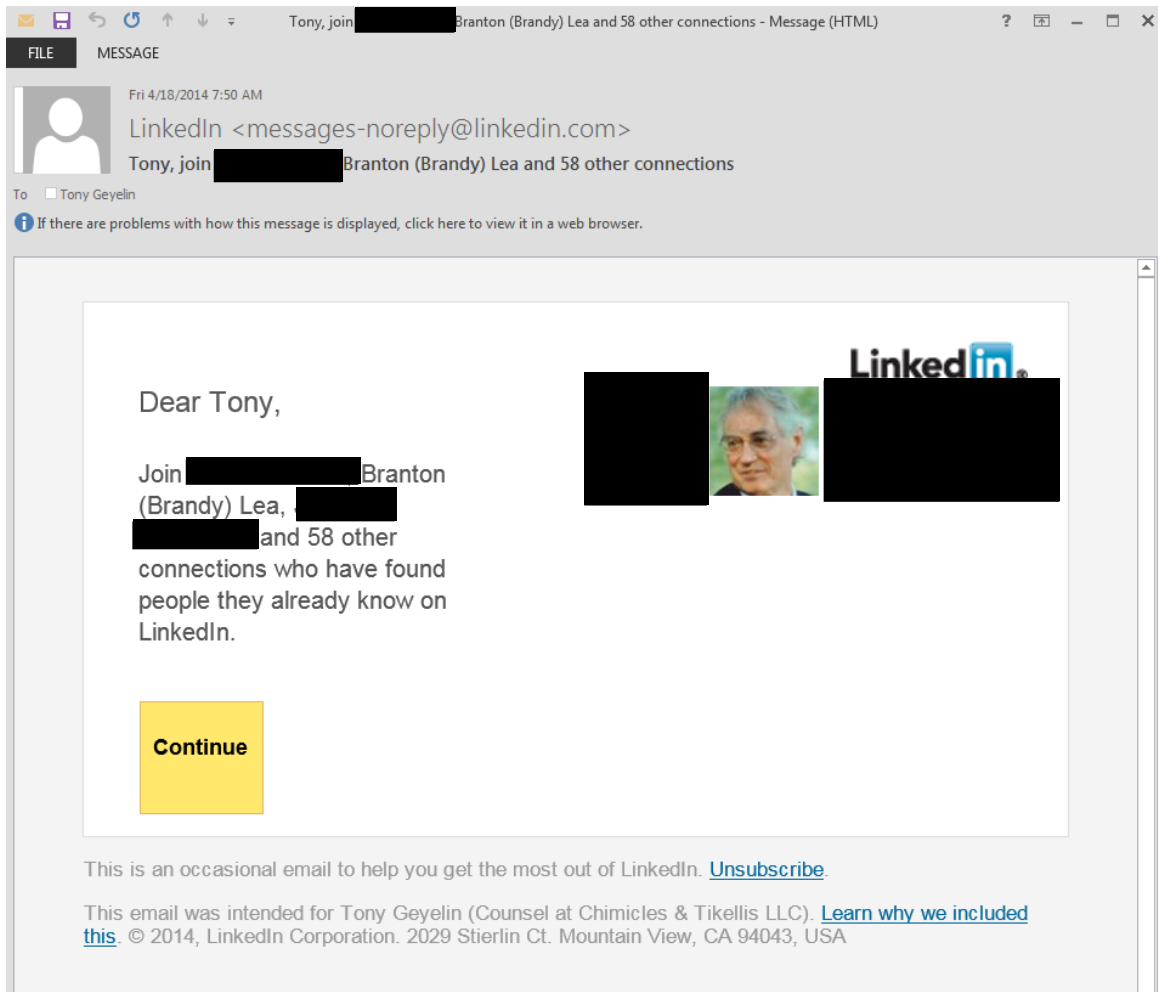 Tony, join Branton (Brandy) Lea and 58 other connections - Message (HTML)
FILE MESSAGE
Fri 4/18/2014 7:50 AM
LinkedIn <messages-noreply@linkedin.com>
Tony, join Branton (Brandy) Lea and 58 other connections
To Tony Geyelin
If there are problems with how this message is displayed, click here to view it in a web browser.
Linkedin®
Dear Tony,
Join Branton
(Brandy) Lea,
and 58 other
connections who have found
people they already know on
LinkedIn.
Continue
This is an occasional email to help you get the most out of LinkedIn. Unsubscribe.
This email was intended for Tony Geyelin (Counsel at Chimicles & Tikellis LLC). Learn why we included
this. © 2014, LinkedIn Corporation. 2029 Stierlin Ct. Mountain View, CA 94043, USA